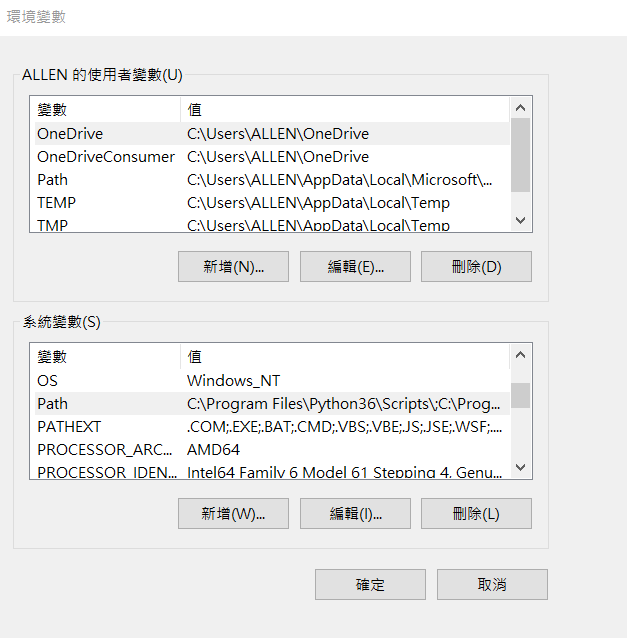 環境變數
ALLEN 的使用者變數(U)
變數 值
OneDrive C:\Users\ALLEN\OneDrive
OneDriveConsumer C:\Users\ALLEN\OneDrive
Path C:\Users\ALLEN\AppData\Local\Microsoft\...
TEMP C:\Users\ALLEN\AppData\Local\Temp
TMP C:\Users\ALLEN\AppData\Local\Temp
新增(N)... 編輯(E)... 刪除(D)
系統變數(S)
變數 值
OS Windows_NT
Path C:\Program Files\Python36\Scripts\;C:\Prog...
PATHEXT .COM;.EXE;.BAT;.CMD;.VBS;.VBE;.JS;.JSE;.WSF;....
PROCESSOR_ARC... AMD64
PROCESSOR_IDEN... Intel64 Family 6 Model 61 Stepping 4, Genu...
新增(W)... 編輯(I)... 刪除(L)
確定 取消